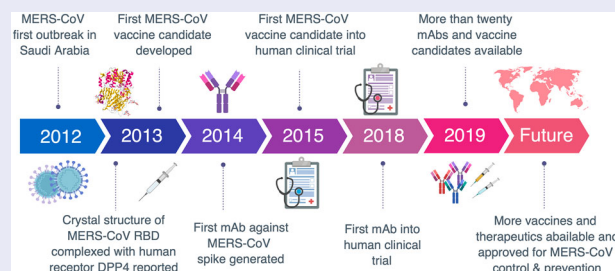 MERS-CoV
first outbreak in
Saudi Arabia
First MERS-CoV
vaccine candidate
developed
First MERS-CoV
vaccine candidate into
human clinical trial
More than twenty
mAbs and vaccine
candidates available
2012
2013
2014
2015
2018
2019
Future
Crystal structure of
MERS-CoV RBD
complexed with human
receptor DPP4 reported
First mAb against
MERS-CoV
spike generated
First mAb into
human clinical
trial
More vaccines and
therapeutics abailable and
approved for MERS-CoV
control & prevention